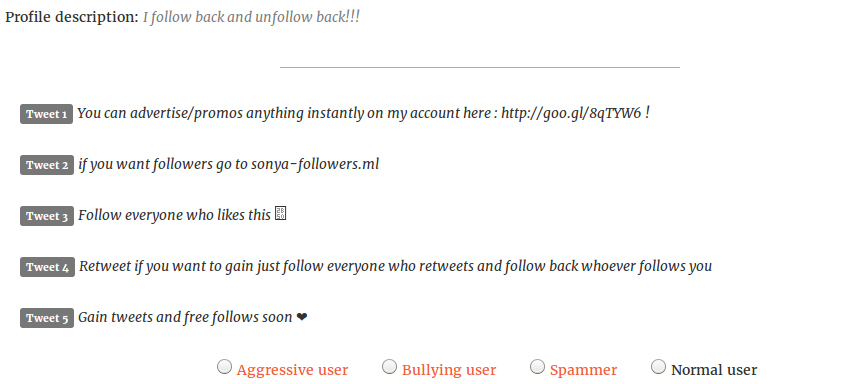 Profile description: I follow back and unfollow back!!!
Tweet 1 You can advertise/promos anything instantly on my account here : http://goo.gl/8qTYW6 !
Tweet 2 if you want followers go to sonya-followers.ml
Tweet 3 Follow everyone who likes this
Tweet 4 Retweet if you want to gain just follow everyone who retweets and follow back whoever follows you
Tweet 5 Gain tweets and free follows soon ❤
Aggressive user Bullying user Spammer Normal user